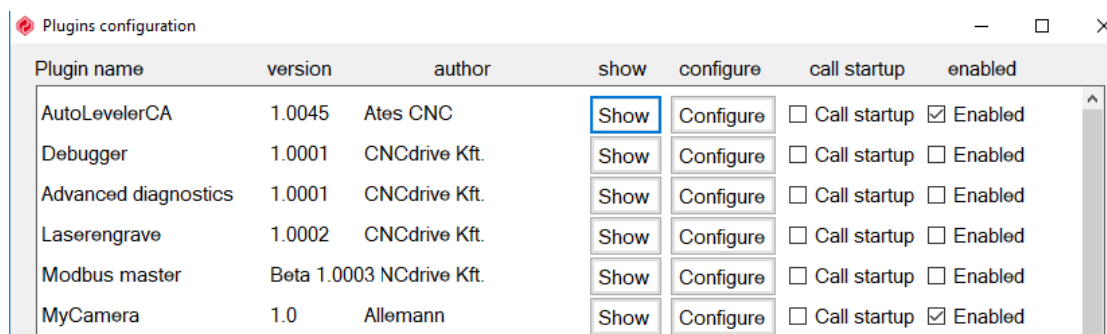 Plugins configuration
Plugin name version author show configure call startup enabled
AutoLevelerCA 1.0045 Ates CNC Show Configure Call startup Enabled
Debugger 1.0001 CNCdrive Kft. Show Configure Call startup Enabled
Advanced diagnostics 1.0001 CNCdrive Kft. Show Configure Call startup Enabled
Laserengrave 1.0002 CNCdrive Kft. Show Configure Call startup Enabled
Modbus master Beta 1.0003 NCdrive Kft. Show Configure Call startup Enabled
MyCamera 1.0 Allemann Show Configure Call startup Enabled